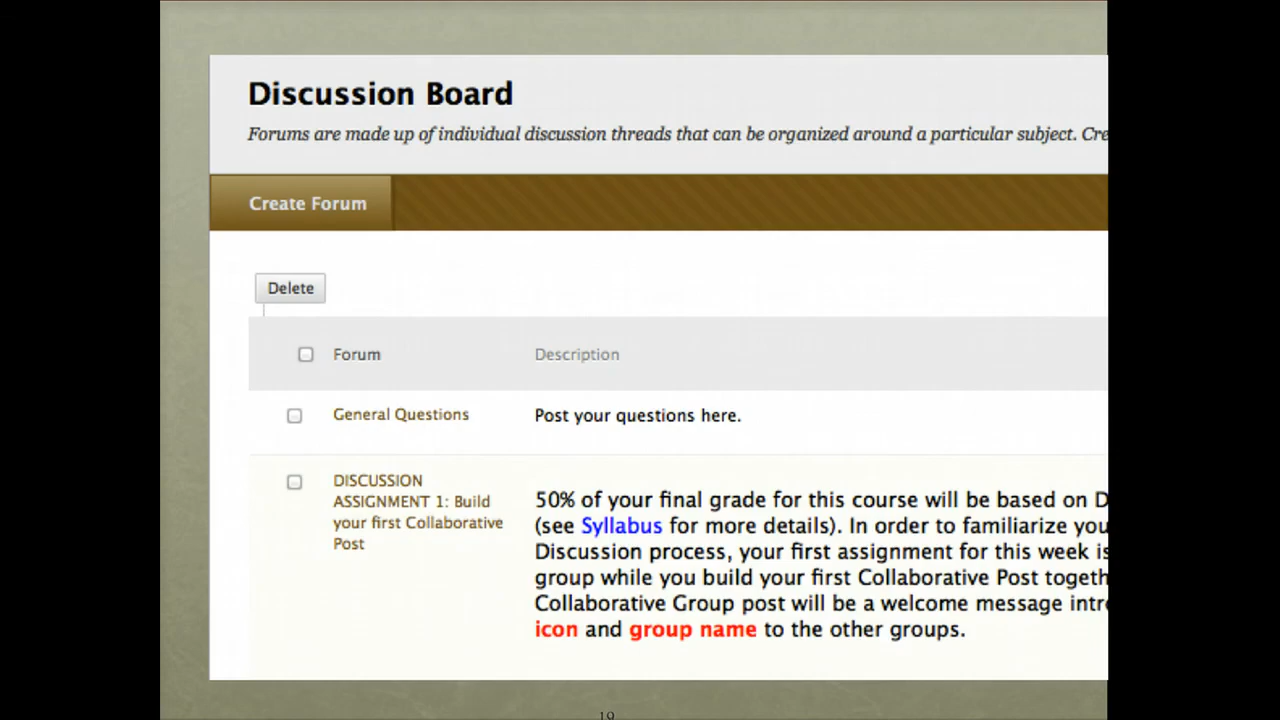 Discussion Board
Forums are made up of individual discussion threads that can be organized around a particular subject. Cre
Create Forum
Delete
Forum Description
General Questions Post your questions here.
DISCUSSION
ASSIGNMENT 1: Build
your first Collaborative
Post
50% of your final grade for this course will be based on D
(see Syllabus for more details). In order to familiarize you
Discussion process, your first assignment for this week is
group while you build your first Collaborative Post togeth
Collaborative Group post will be a welcome message intro
icon and group name to the other groups.
19